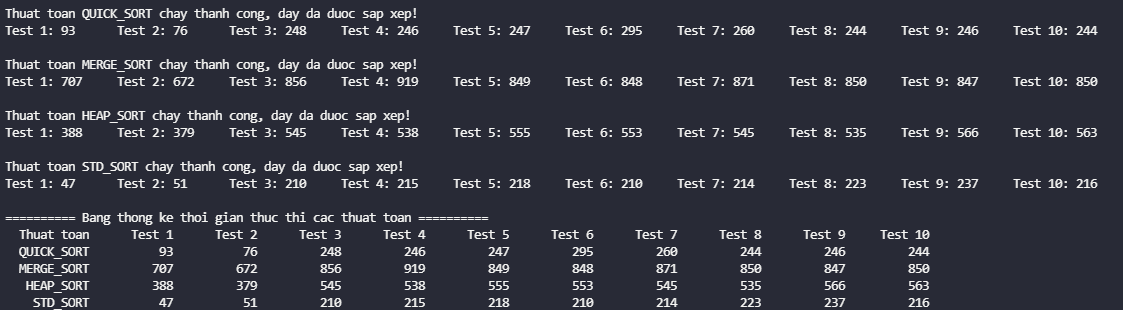 Thuat toan QUICK_SORT chay thanh cong, day da duoc sap xep!
Test 1: 93 Test 2: 76 Test 3: 248 Test 4: 246 Test 5: 247 Test 6: 295 Test 7: 260 Test 8: 244 Test 9: 246 Test 10: 244
Thuat toan MERGE_SORT chay thanh cong, day da duoc sap xep!
Test 1: 707 Test 2: 672 Test 3: 856 Test 4: 919 Test 5: 849 Test 6: 848 Test 7: 871 Test 8: 850 Test 9: 847 Test 10: 850
Thuat toan HEAP_SORT chay thanh cong, day da duoc sap xep!
Test 1: 388 Test 2: 379 Test 3: 545 Test 4: 538 Test 5: 555 Test 6: 553 Test 7: 545 Test 8: 535 Test 9: 566 Test 10: 563
Thuat toan STD_SORT chay thanh cong, day da duoc sap xep!
Test 1: 47 Test 2: 51 Test 3: 210 Test 4: 215 Test 5: 218 Test 6: 210 Test 7: 214 Test 8: 223 Test 9: 237 Test 10: 216
========== Bang thong ke thoi gian thuc thi cac thuat toan ==========
Thuat toan Test 1 Test 2 Test 3 Test 4 Test 5 Test 6 Test 7 Test 8 Test 9 Test 10
QUICK_SORT 93 76 248 246 247 295 260 244 246 244
MERGE_SORT 707 672 856 919 849 848 871 850 847 850
HEAP_SORT 388 379 545 538 555 553 545 535 566 563
STD_SORT 47 51 210 215 218 210 214 223 237 216